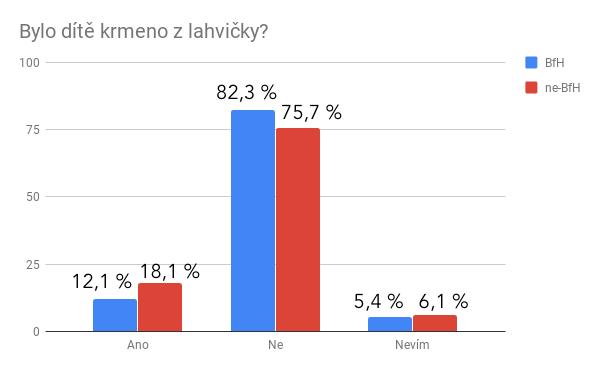 Bylo dítě krmeno z lahvičky?
100
75
50
25
0
82,3 %
75,7 %
12,1 %
18,1 %
5,4 %
6,1 %
Ano
Ne
Nevím
BfH
ne-BfH